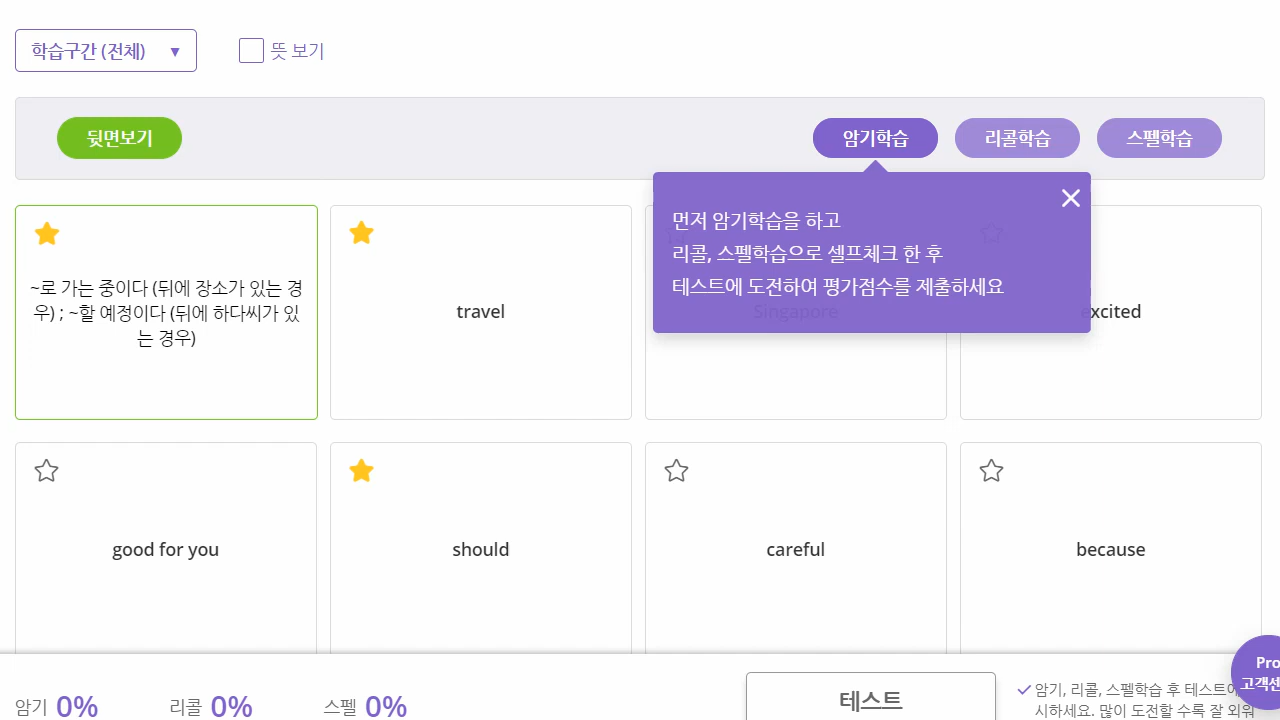 학습구간 (전체) ▼
뜻 보기
뒷면보기
암기학습
리콜학습
스펠학습
먼저 암기학습을 하고
리콜, 스펠학습으로 셀프체크 한 후
테스트에 도전하여 평가점수를 제출하세요
~로 가는 중이다 (뒤에 장소가 있는 경
우) ; ~할 예정이다 (뒤에 하다씨가 있
는 경우)
travel
Singapore
excited
good for you
should
careful
because
암기 0%
리콜 0%
스펠 0%
테스트
암기, 리콜, 스펠학습 후 테스트에
시하세요. 많이 도전할 수록 잘 외워
Pro
고객센